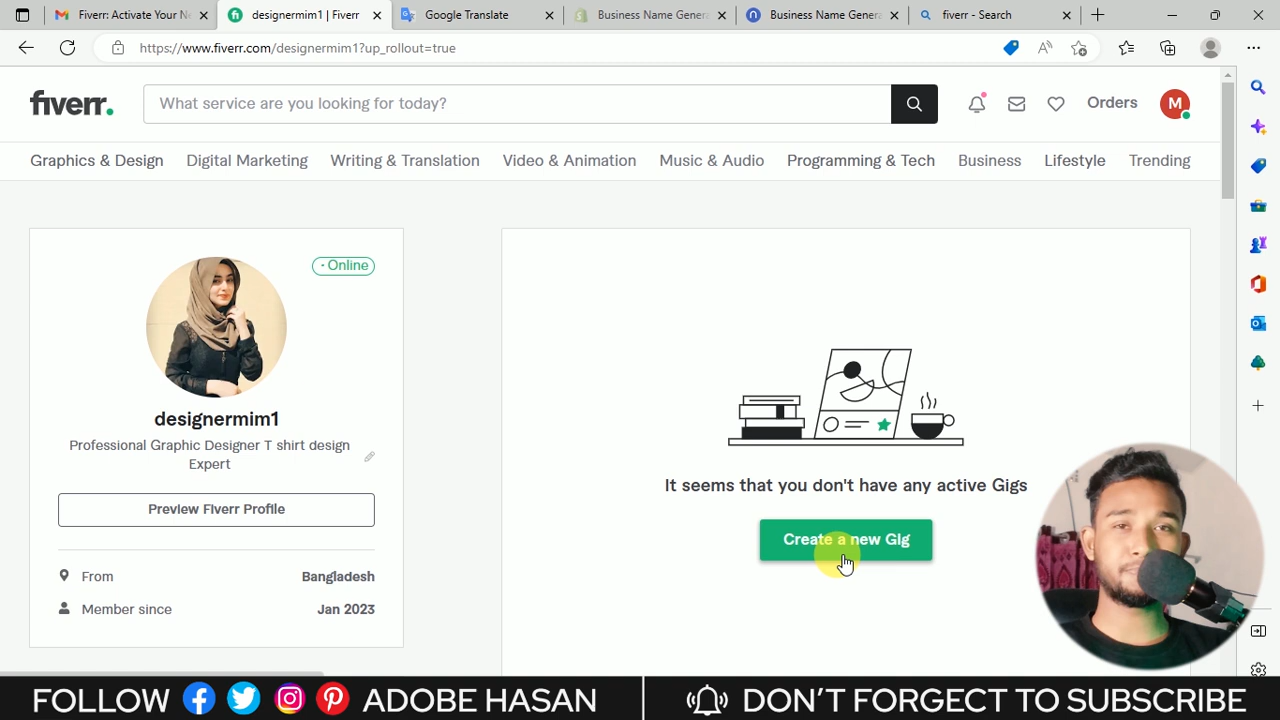 Fiverr: Activate Your Ne
designermim1 | Fiverr
Google Translate
Business Name Genera
Business Name Genera
fiverr - Search
https://www.fiverr.com/designermim1?up_rollout=true
fiverr.
What service are you looking for today?
Orders
M
Graphics & Design
Digital Marketing
Writing & Translation
Video & Animation
Music & Audio
Programming & Tech
Business
Lifestyle
Trending
Online
designermim1
Professional Graphic Designer T shirt design
Expert
Preview Fiverr Profile
From
Bangladesh
Member since
Jan 2023
It seems that you don't have any active Gigs
Create a new Gig
FOLLOW
ADOBE HASAN
DON'T FORGECT TO SUBSCRIBE